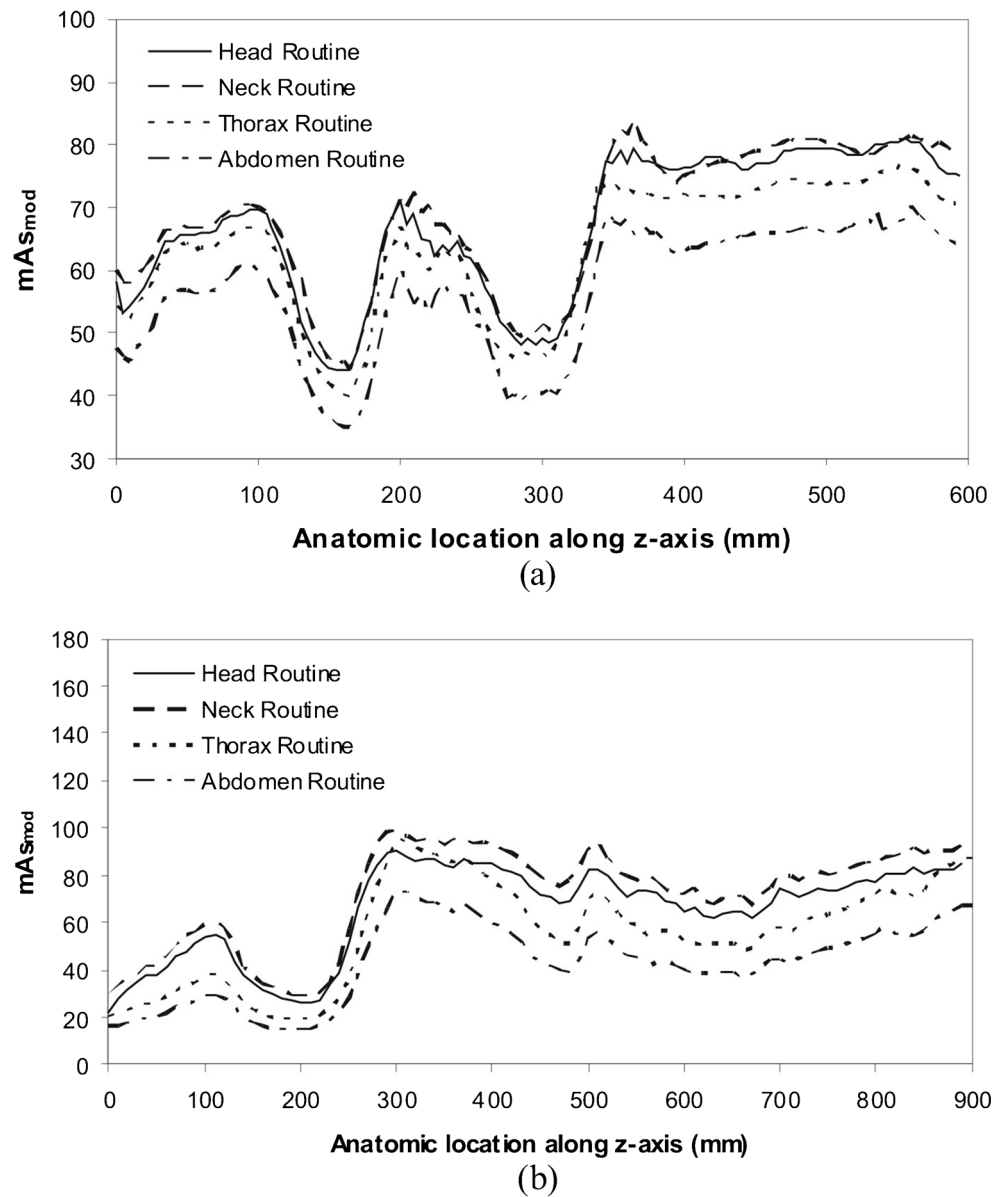 100
90
80
70
60
50
40
30
mAsmod
Head Routine
Neck Routine
Thorax Routine
Abdomen Routine
0 100 200 300 400 500 600
Anatomic location along z-axis (mm)
(a)
180
160
140
120
100
80
60
40
20
0
mAsmod
Head Routine
Neck Routine
Thorax Routine
Abdomen Routine
0 100 200 300 400 500 600 700 800 900
Anatomic location along z-axis (mm)
(b)